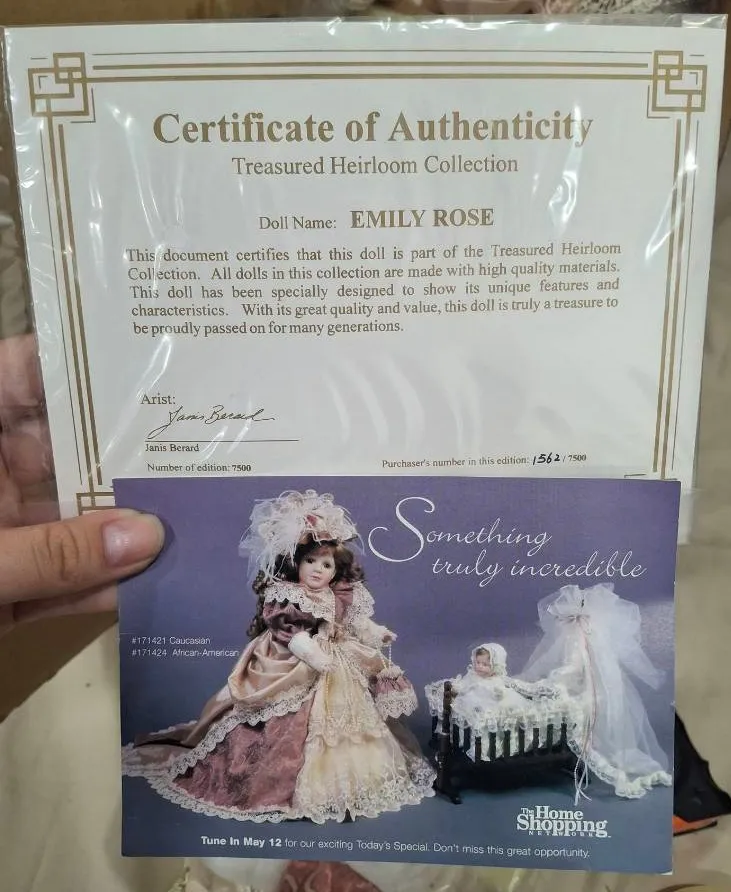 Certificate of Authenticity
Treasured Heirloom Collection
Doll Name: EMILY ROSE
This document certifies that this doll is part of the Treasured Heirloom
Collection. All dolls in this collection are made with high quality materials.
This doll has been specially designed to show its unique features and
characteristics. With its great quality and value, this doll is truly a treasure to
be proudly passed on for many generations.
Arist:
Janis Berard
Janis Berard
Number of edition: 7500
Purchaser's number in this edition: 1562 / 7500
Something
truly incredible
#171421 Caucasian
#171424 African-American
The Home
Shopping
NETWORK
Tune In May 12 for our exciting Today's Special. Don't miss this great opportunity.